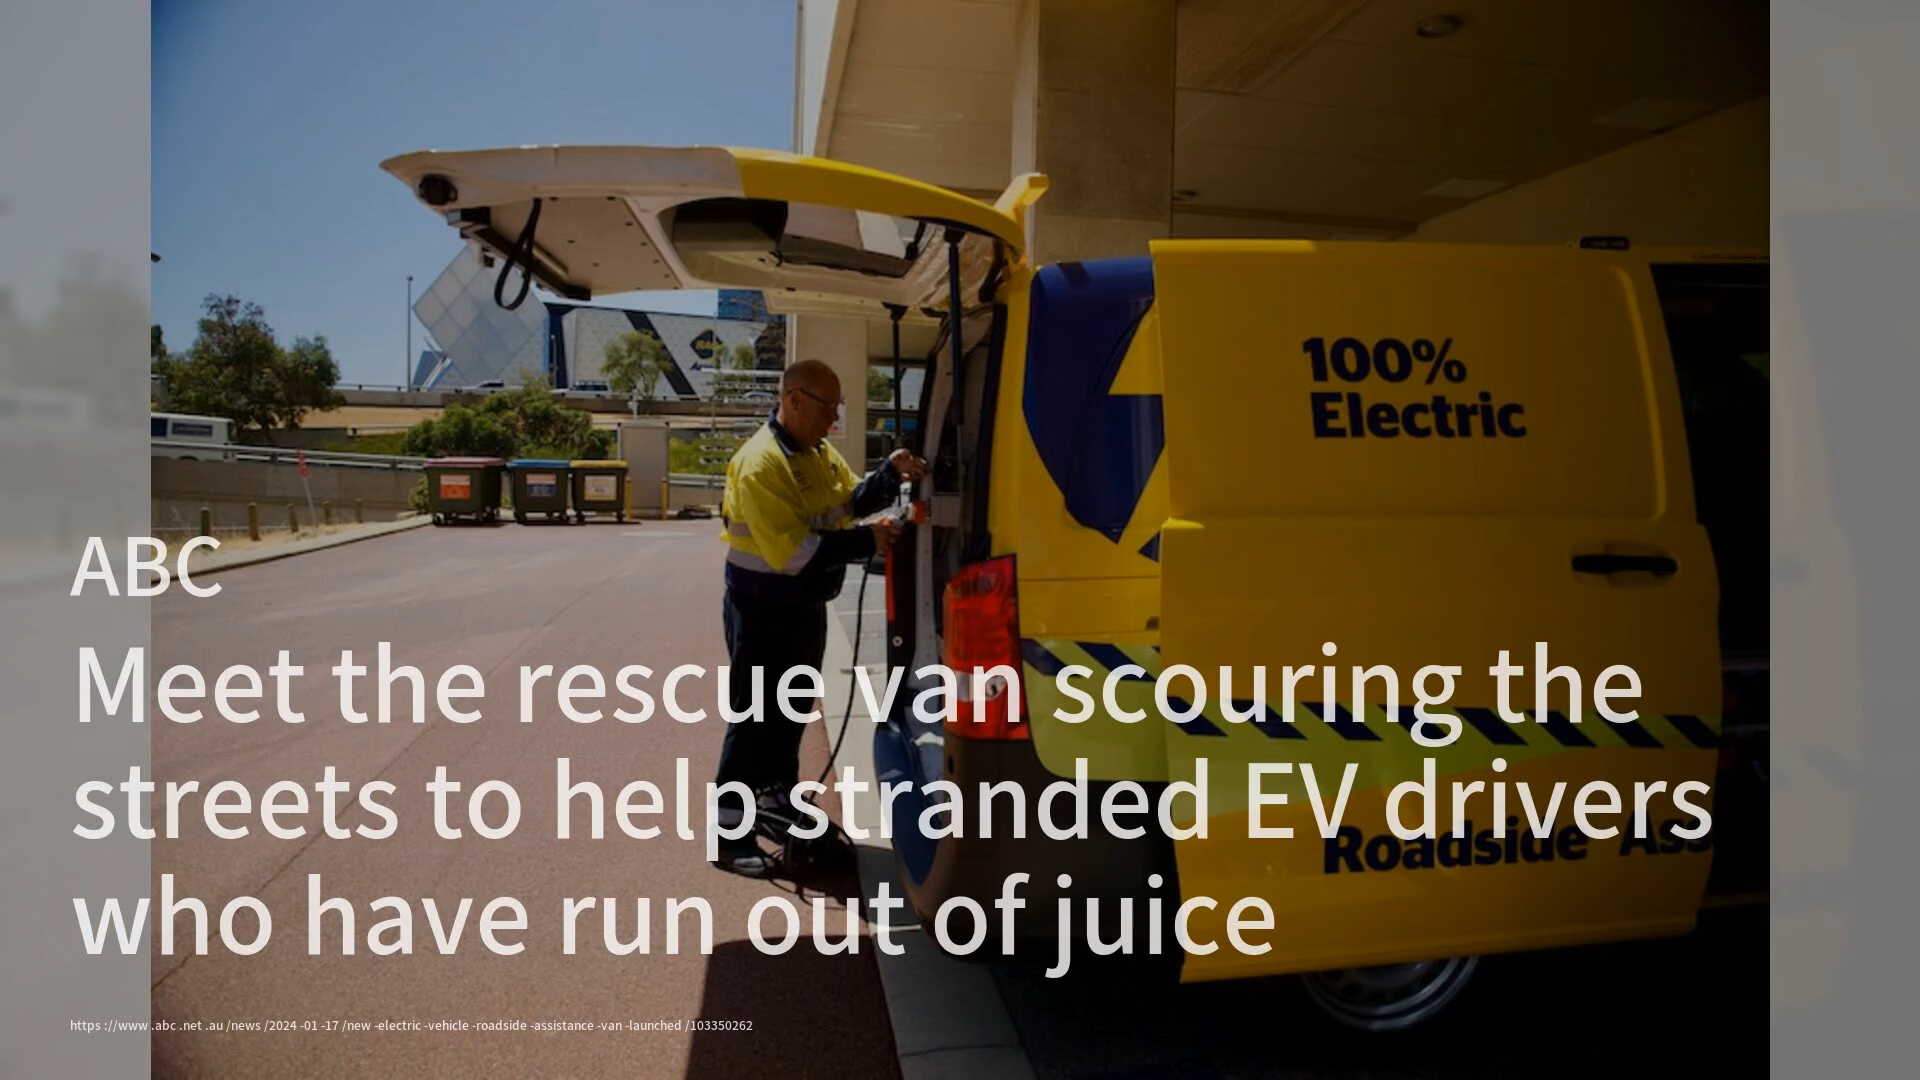 100%
Electric
ABC
Meet the rescue van scouring the
streets to help stranded EV drivers
who have run out of juice
Roadside Ass
https://www.abc.net.au/news/2024-01-17/new-electric-vehicle-roadside-assistance-van-launched/103350262